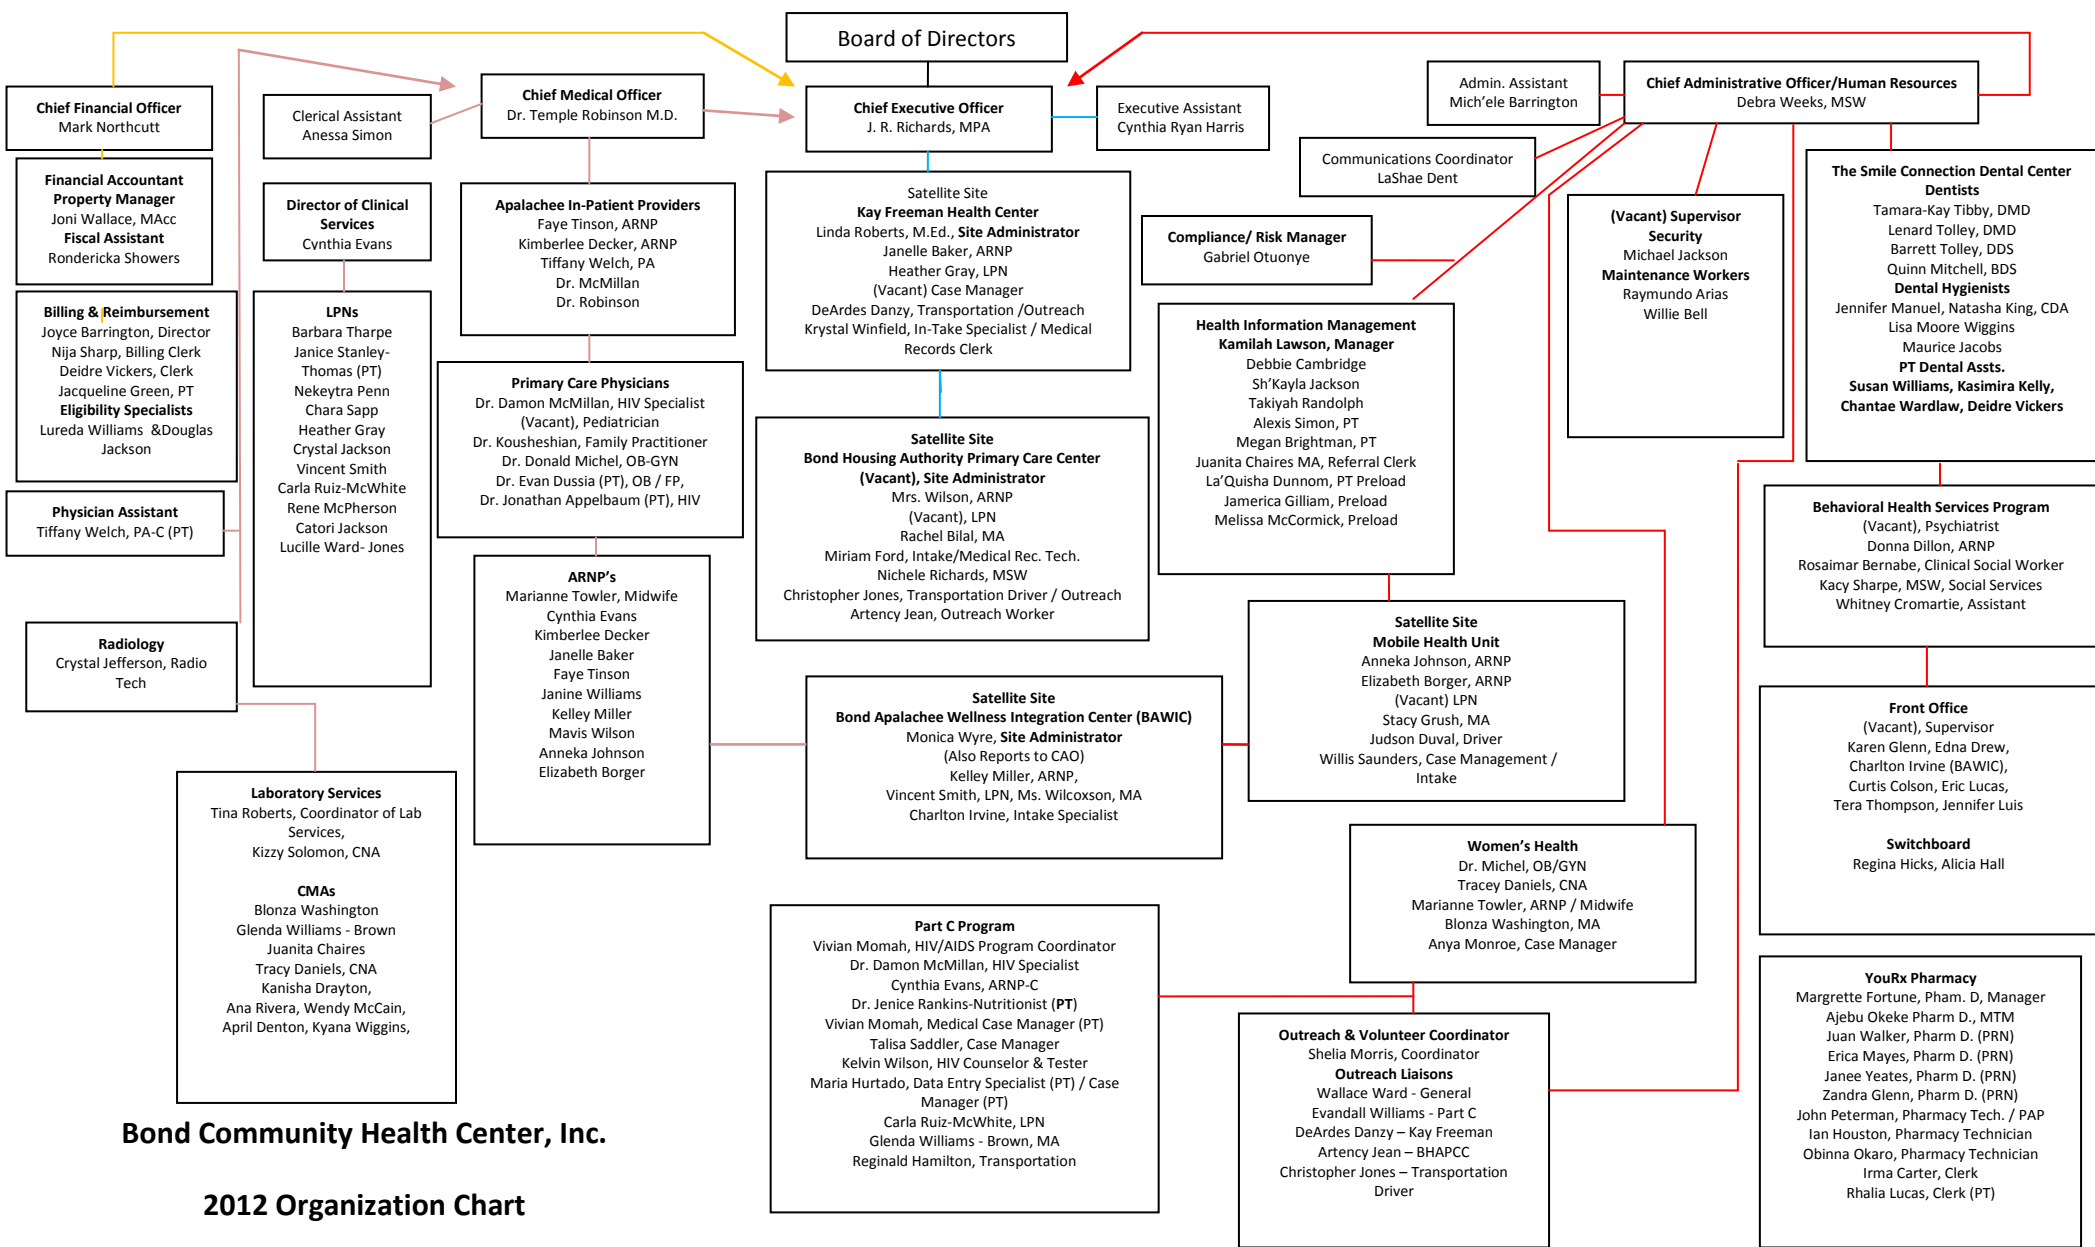 Board of Directors
Chief Financial Officer
Mark Northcutt
Clerical Assistant
Anessa Simon
Chief Medical Officer
Dr. Temple Robinson M.D.
Chief Executive Officer
J. R. Richards, MPA
Executive Assistant
Cynthia Ryan Harris
Admin. Assistant
Mich’ele Barrington
Chief Administrative Officer/Human Resources
Debra Weeks, MSW
Communications Coordinator
LaShae Dent
Financial Accountant
Property Manager
Joni Wallace, MAcc
Fiscal Assistant
Rondericka Showers
Director of Clinical
Services
Cynthia Evans
Apalachee In-Patient Providers
Faye Tinson, ARNP
Kimberlee Decker, ARNP
Tiffany Welch, PA
Dr. McMillan
Dr. Robinson
Satellite Site
Kay Freeman Health Center
Linda Roberts, M.Ed., Site Administrator
Janelle Baker, ARNP
Heather Gray, LPN
(Vacant) Case Manager
DeArdes Danzy, Transportation /Outreach
Krystal Winfield, In-Take Specialist / Medical
Records Clerk
Compliance/ Risk Manager
Gabriel Otuonye
(Vacant) Supervisor
Security
Michael Jackson
Maintenance Workers
Raymundo Arias
Willie Bell
The Smile Connection Dental Center
Dentists
Tamara-Kay Tibby, DMD
Lenard Tolley, DMD
Barrett Tolley, DDS
Quinn Mitchell, BDS
Dental Hygienists
Jennifer Manuel, Natasha King, CDA
Lisa Moore Wiggins
Maurice Jacobs
PT Dental Assts.
Susan Williams, Kasimira Kelly,
Chantae Wardlaw, Deidre Vickers
Billing & Reimbursement
Joyce Barrington, Director
Nija Sharp, Billing Clerk
Deidre Vickers, Clerk
Jacqueline Green, PT
Eligibility Specialists
Lureda Williams &Douglas
Jackson
LPNs
Barbara Tharpe
Janice Stanley-
Thomas (PT)
Nekeytra Penn
Chara Sapp
Heather Gray
Crystal Jackson
Vincent Smith
Carla Ruiz-McWhite
Rene McPherson
Catori Jackson
Lucille Ward- Jones
Primary Care Physicians
Dr. Damon McMillan, HIV Specialist
(Vacant), Pediatrician
Dr. Kousheshian, Family Practitioner
Dr. Donald Michel, OB-GYN
Dr. Evan Dussia (PT), OB / FP,
Dr. Jonathan Appelbaum (PT), HIV
Satellite Site
Bond Housing Authority Primary Care Center
(Vacant), Site Administrator
Mrs. Wilson, ARNP
(Vacant), LPN
Rachel Bilal, MA
Miriam Ford, Intake/Medical Rec. Tech.
Nichele Richards, MSW
Christopher Jones, Transportation Driver / Outreach
Artency Jean, Outreach Worker
Health Information Management
Kamilah Lawson, Manager
Debbie Cambridge
Sh’Kayla Jackson
Takiyah Randolph
Alexis Simon, PT
Megan Brightman, PT
Juanita Chaires MA, Referral Clerk
La’Quisha Dunnom, PT Preload
Jamerica Gilliam, Preload
Melissa McCormick, Preload
Behavioral Health Services Program
(Vacant), Psychiatrist
Donna Dillon, ARNP
Rosaimar Bernabe, Clinical Social Worker
Kacy Sharpe, MSW, Social Services
Whitney Cromartie, Assistant
Physician Assistant
Tiffany Welch, PA-C (PT)
ARNP’s
Marianne Towler, Midwife
Cynthia Evans
Kimberlee Decker
Janelle Baker
Faye Tinson
Janine Williams
Kelley Miller
Mavis Wilson
Anneka Johnson
Elizabeth Borger
Radiology
Crystal Jefferson, Radio
Tech
Satellite Site
Mobile Health Unit
Anneka Johnson, ARNP
Elizabeth Borger, ARNP
(Vacant) LPN
Stacy Grush, MA
Judson Duval, Driver
Willis Saunders, Case Management /
Intake
Satellite Site
Bond Apalachee Wellness Integration Center (BAWIC)
Monica Wyre, Site Administrator
(Also Reports to CAO)
Kelley Miller, ARNP,
Vincent Smith, LPN, Ms. Wilcoxson, MA
Charlton Irvine, Intake Specialist
Front Office
(Vacant), Supervisor
Karen Glenn, Edna Drew,
Charlton Irvine (BAWIC),
Curtis Colson, Eric Lucas,
Tera Thompson, Jennifer Luis
Switchboard
Regina Hicks, Alicia Hall
Laboratory Services
Tina Roberts, Coordinator of Lab
Services,
Kizzy Solomon, CNA
CMAs
Blonza Washington
Glenda Williams - Brown
Juanita Chaires
Tracy Daniels, CNA
Kanisha Drayton,
Ana Rivera, Wendy McCain,
April Denton, Kyana Wiggins,
Women’s Health
Dr. Michel, OB/GYN
Tracey Daniels, CNA
Marianne Towler, ARNP / Midwife
Blonza Washington, MA
Anya Monroe, Case Manager
Part C Program
Vivian Momah, HIV/AIDS Program Coordinator
Dr. Damon McMillan, HIV Specialist
Cynthia Evans, ARNP-C
Dr. Jenice Rankins-Nutritionist (PT)
Vivian Momah, Medical Case Manager (PT)
Talisa Saddler, Case Manager
Kelvin Wilson, HIV Counselor & Tester
Maria Hurtado, Data Entry Specialist (PT) / Case
Manager (PT)
Carla Ruiz-McWhite, LPN
Glenda Williams - Brown, MA
Reginald Hamilton, Transportation
Outreach & Volunteer Coordinator
Shelia Morris, Coordinator
Outreach Liaisons
Wallace Ward - General
Evandall Williams - Part C
DeArdes Danzy – Kay Freeman
Artency Jean – BHAPCC
Christopher Jones – Transportation
Driver
YouRx Pharmacy
Margrette Fortune, Pham. D, Manager
Ajebu Okeke Pharm D., MTM
Juan Walker, Pharm D. (PRN)
Erica Mayes, Pharm D. (PRN)
Janee Yeates, Pharm D. (PRN)
Zandra Glenn, Pharm D. (PRN)
John Peterman, Pharmacy Tech. / PAP
Ian Houston, Pharmacy Technician
Obinna Okaro, Pharmacy Technician
Irma Carter, Clerk
Rhalia Lucas, Clerk (PT)
Bond Community Health Center, Inc.
2012 Organization Chart